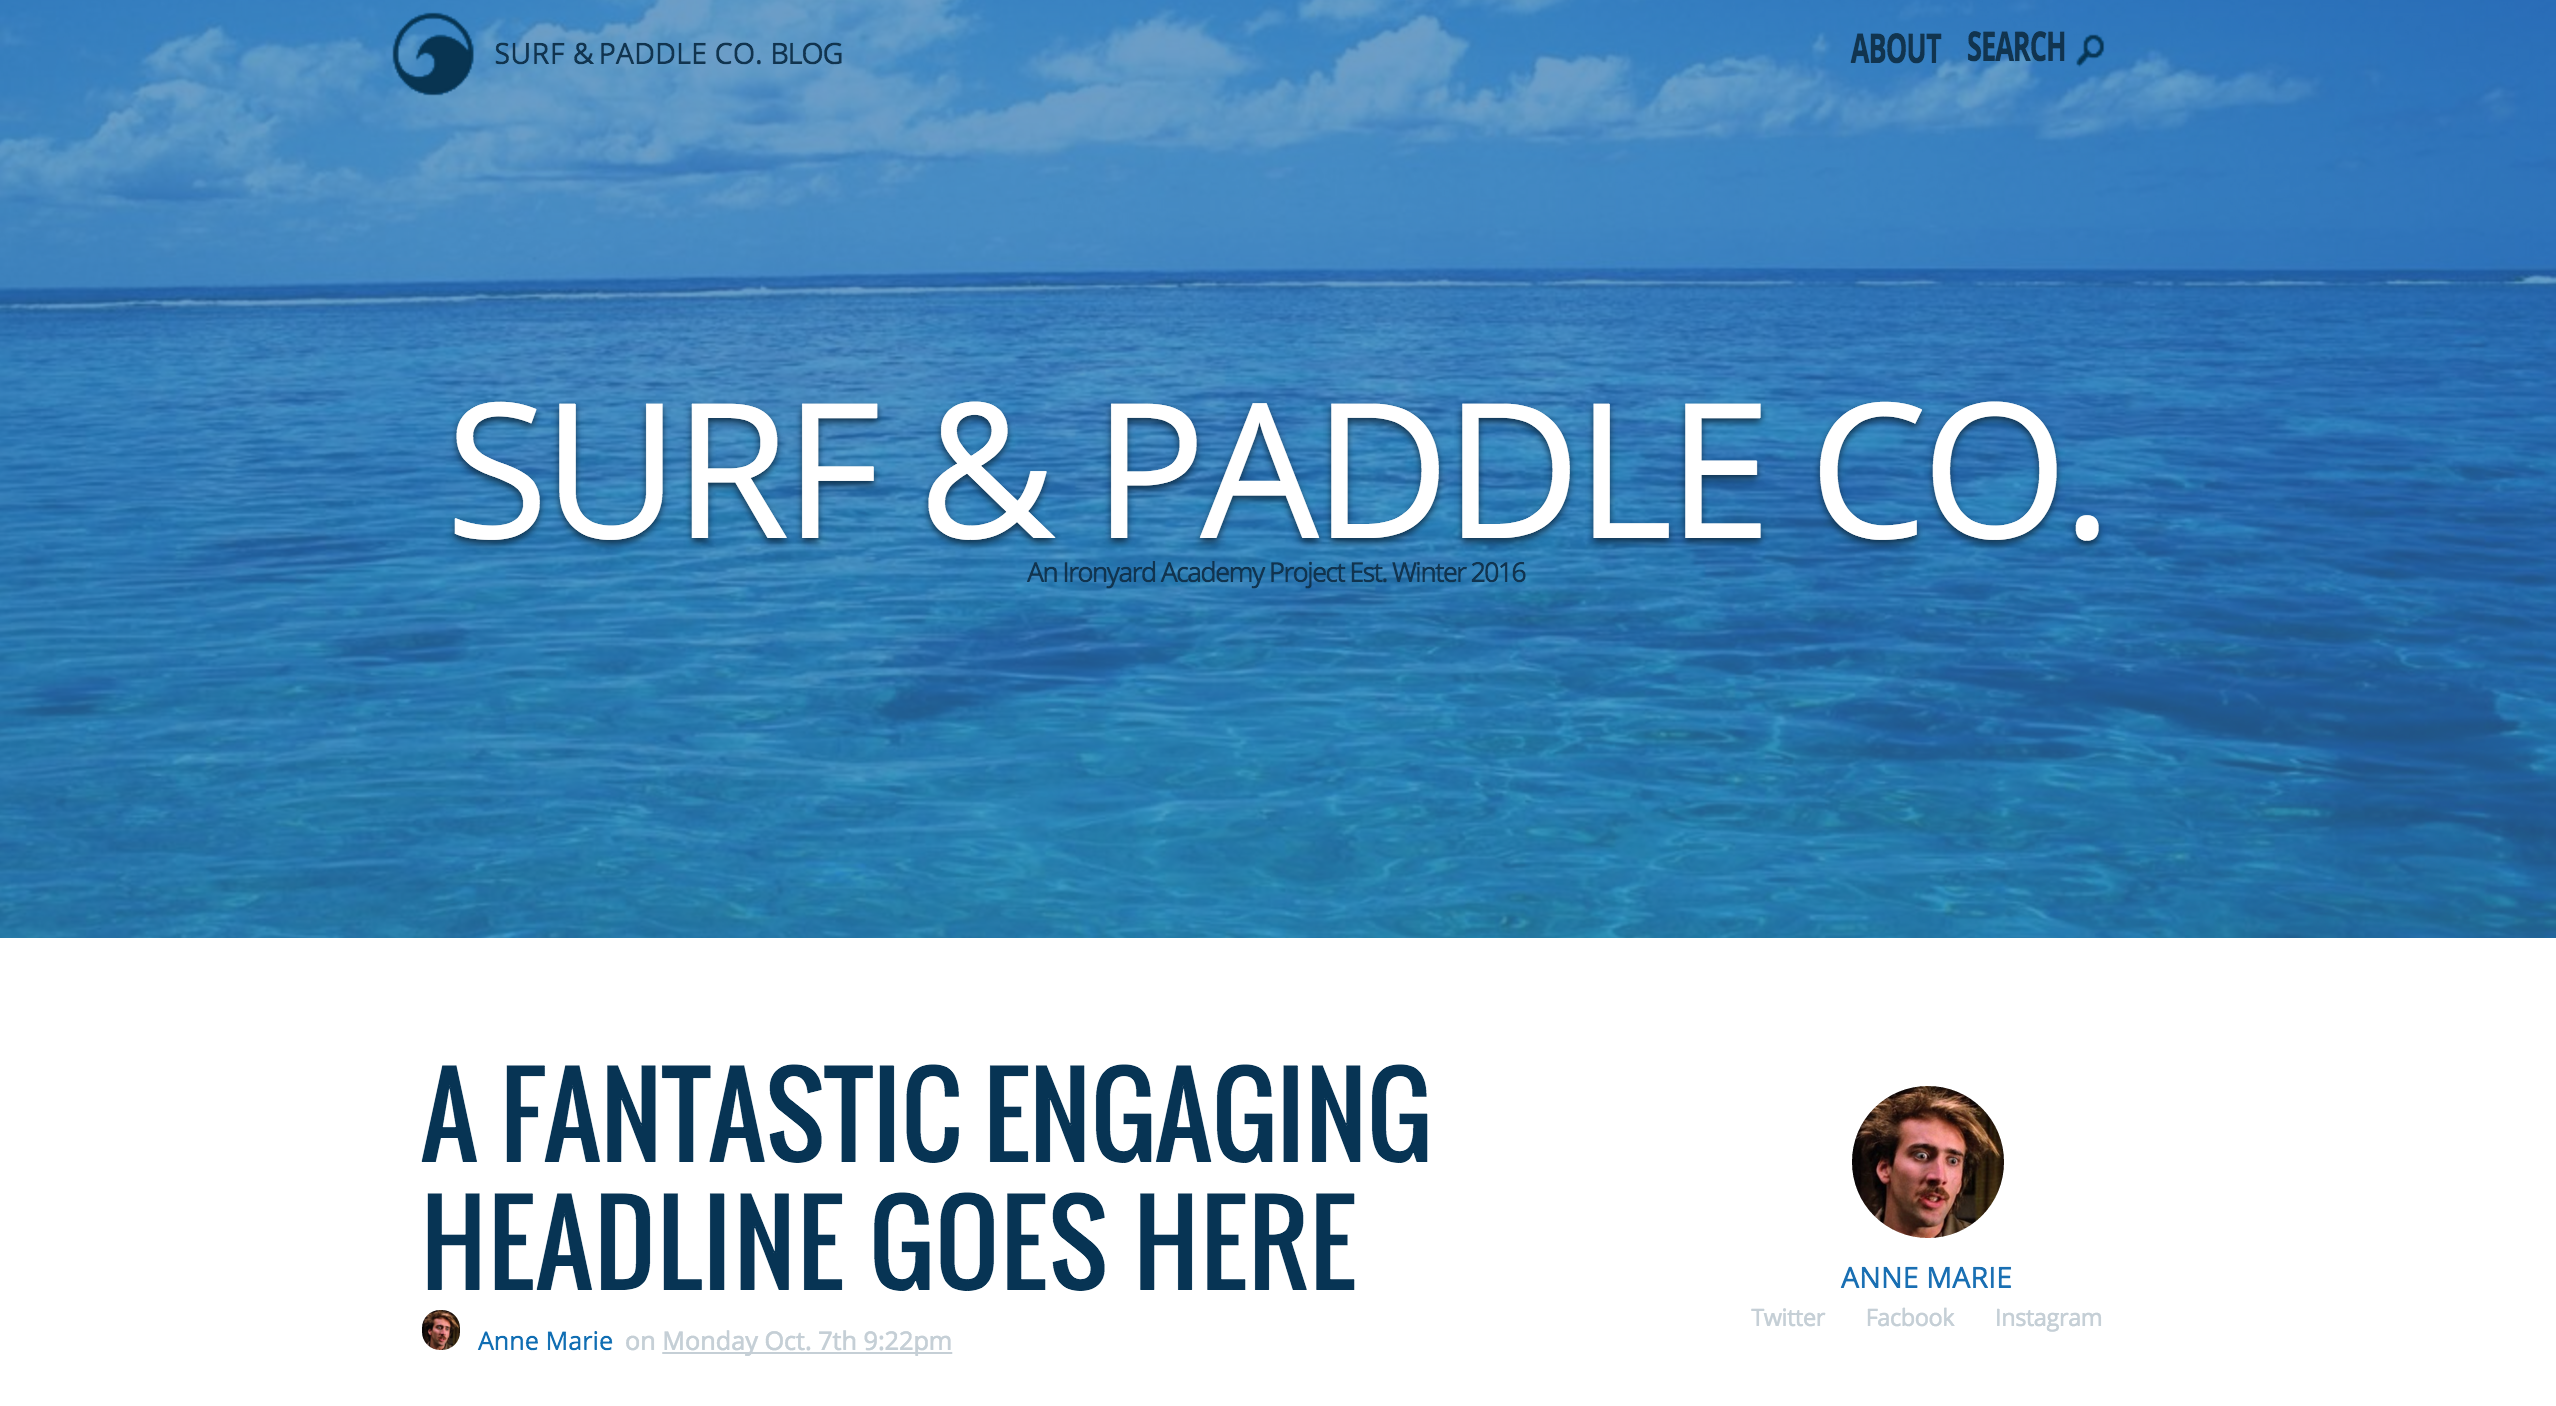 SURF & PADDLE CO. BLOG
ABOUT SEARCH
SURF & PADDLE CO.
An Ironyard Academy Project Est. Winter 2016
A FANTASTIC ENGAGING
HEADLINE GOES HERE
Anne Marie on Monday Oct. 7th 9:22pm
ANNE MARIE
Twitter Facbook Instagram